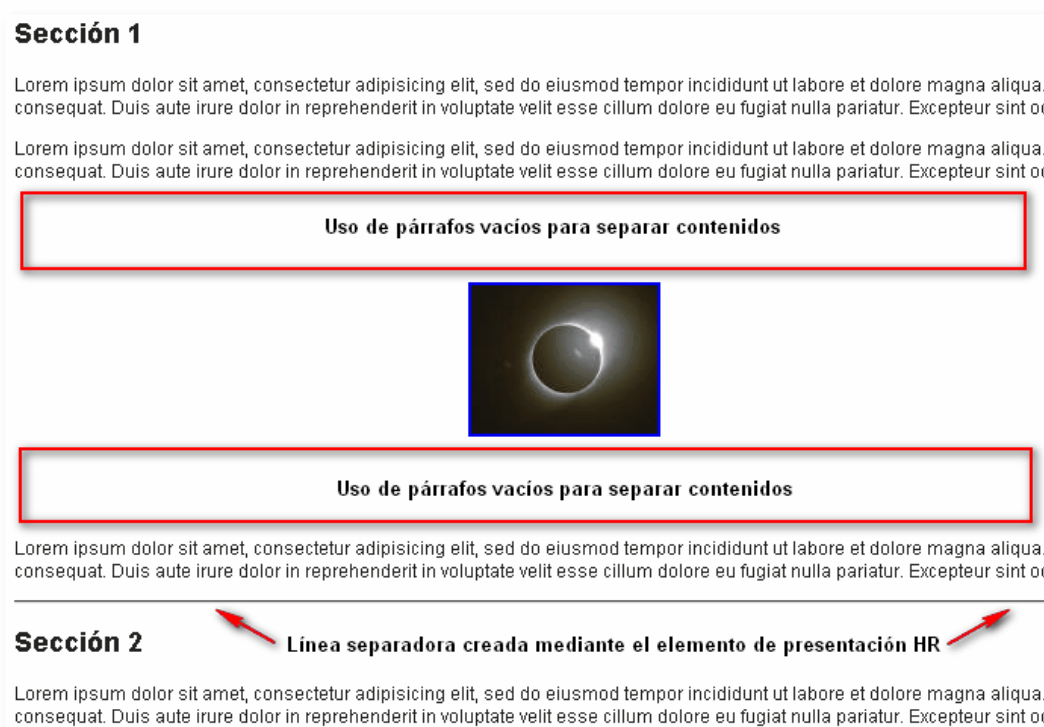 Sección 1
Lorem ipsum dolor sit amet, consectetur adipisicing elit, sed do eiusmod tempor incididunt ut labore et dolore magna aliqua.
consequat. Duis aute irure dolor in reprehenderit in voluptate velit esse cillum dolore eu fugiat nulla pariatur. Excepteur sint
Lorem ipsum dolor sit amet, consectetur adipisicing elit, sed do eiusmod tempor incididunt ut labore et dolore magna aliqua.
consequat. Duis aute irure dolor in reprehenderit in voluptate velit esse cillum dolore eu fugiat nulla pariatur. Excepteur sint
Uso de párrafos vacíos para separar contenidos
Uso de párrafos vacíos para separar contenidos
Lorem ipsum dolor sit amet, consectetur adipisicing elit, sed do eiusmod tempor incididunt ut labore et dolore magna aliqua.
consequat. Duis aute irure dolor in reprehenderit in voluptate velit esse cillum dolore eu fugiat nulla pariatur. Excepteur sint
Sección 2
Línea separadora creada mediante el elemento de presentación HR
Lorem ipsum dolor sit amet, consectetur adipisicing elit, sed do eiusmod tempor incididunt ut labore et dolore magna aliqua.
consequat. Duis aute irure dolor in reprehenderit in voluptate velit esse cillum dolore eu fugiat nulla pariatur. Excepteur sint